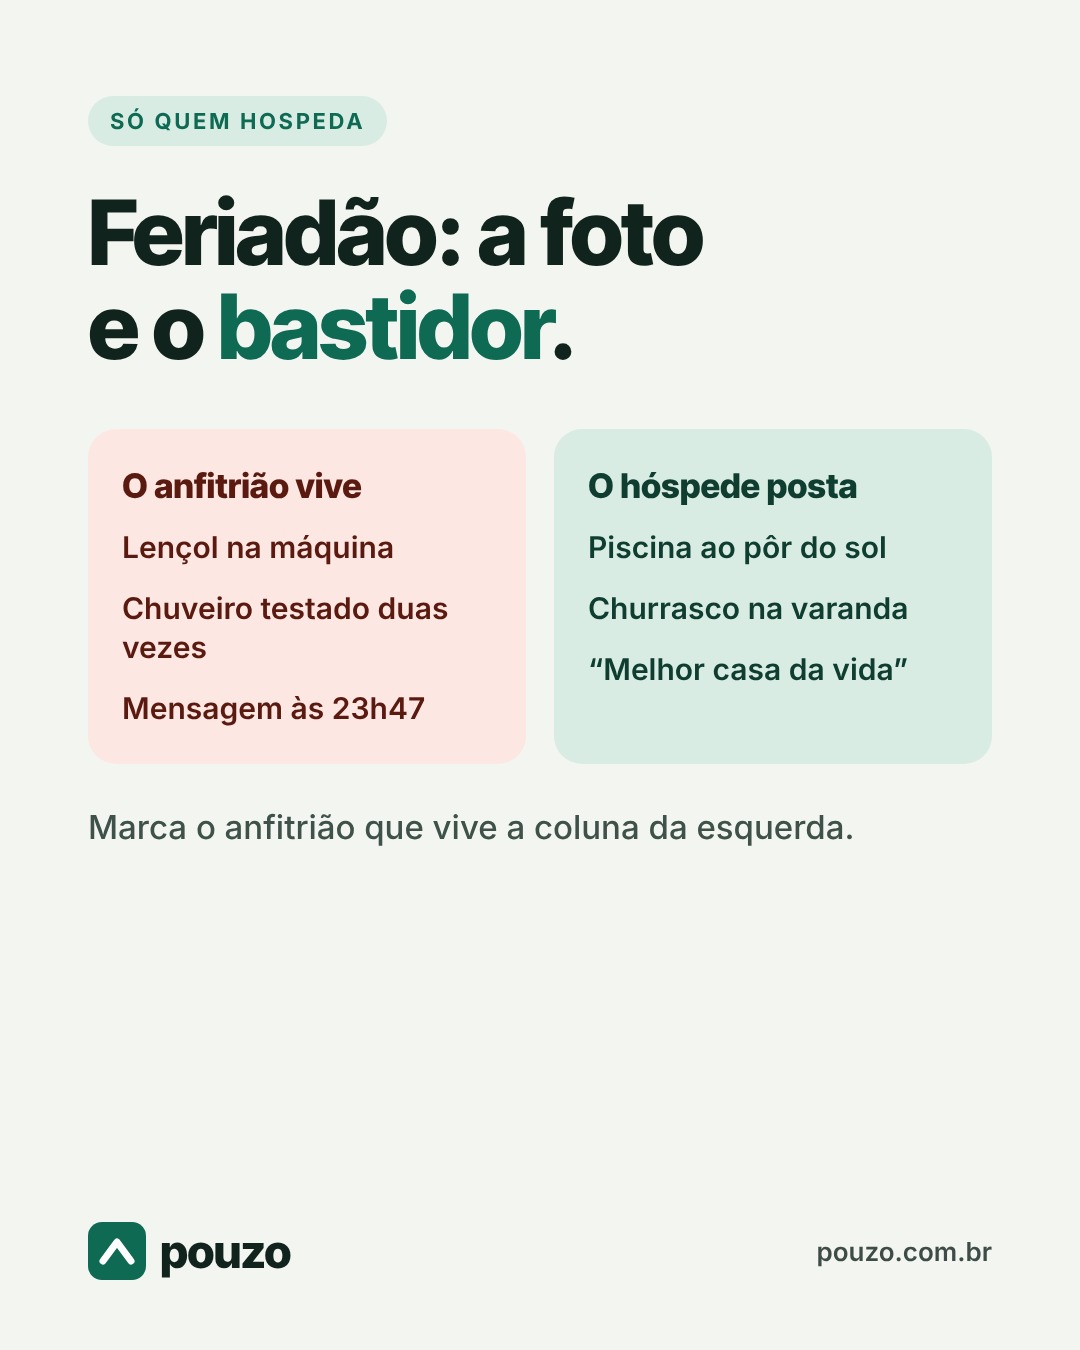 SÓ QUEM HOSPEDA
Feriadão: a foto
e o bastidor.
O anfitrião vive
Lençol na máquina
Chuveiro testado duas
vezes
Mensagem às 23h47
O hóspede posta
Piscina ao pôr do sol
Churrasco na varanda
“Melhor casa da vida”
Marca o anfitrião que vive a coluna da esquerda.
pouzo
pouzo.com.br